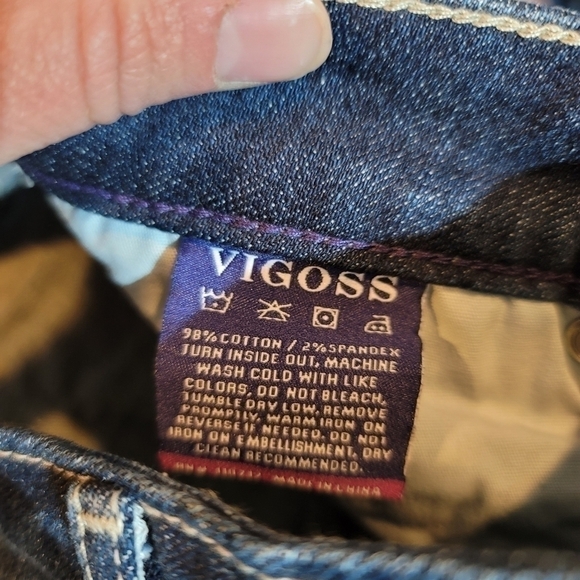 VIGOSS
98% COTTON / 2% SPANDEX
TURN INSIDE OUT, MACHINE
WASH COLD WITH LIKE
COLORS, DO NOT BLEACH,
TUMBLE DRY LOW, REMOVE
PROMPTLY, WARM IRON ON
REVERSE IF NEEDED. DO NOT
IRON ON EMBELLISHMENT, DRY
CLEAN RECOMMENDED.
MADE IN CHINA